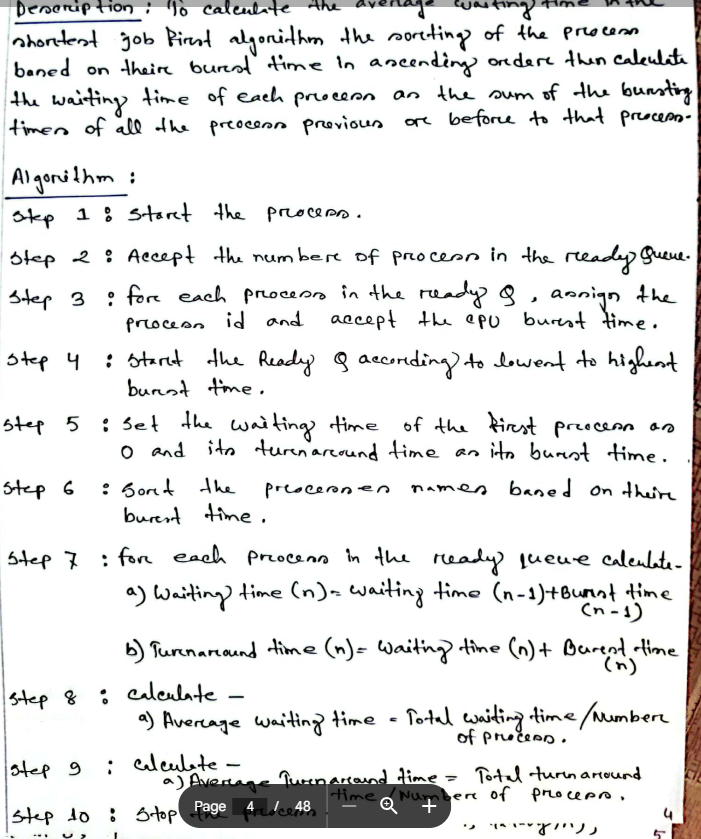 Description : To calculate the average waiting time in the
shortest job first algorithm the sorting of the process
based on their burst time in ascending order then calculate
the waiting time of each process as the sum of the bursting
times of all the process previous or before to that process.
Algorithm :
Step 1 : Start the process.
Step 2 : Accept the number of process in the ready Queue.
Step 3 : for each process in the ready Q, assign the
process id and accept the CPU burst time.
Step 4 : Start the Ready Q according to lowest to highest
burst time.
Step 5 : Set the waiting time of the first process as
0 and its turnaround time as its burst time.
Step 6 : Sort the processes names based on their
burst time.
Step 7 : for each process in the ready queue calculate-
a) Waiting time (n) = waiting time (n-1) + Burst time
(n-1)
b) Turnaround time (n) = Waiting time (n) + Burst time
(n)
Step 8 : calculate —
a) Average waiting time = Total waiting time / Number
of process.
Step 9 : calculate —
a) Average Turnaround time = Total turnaround
time / Number of process.
Step 10 : Stop the process.
Page 4 / 48 − +
4
5